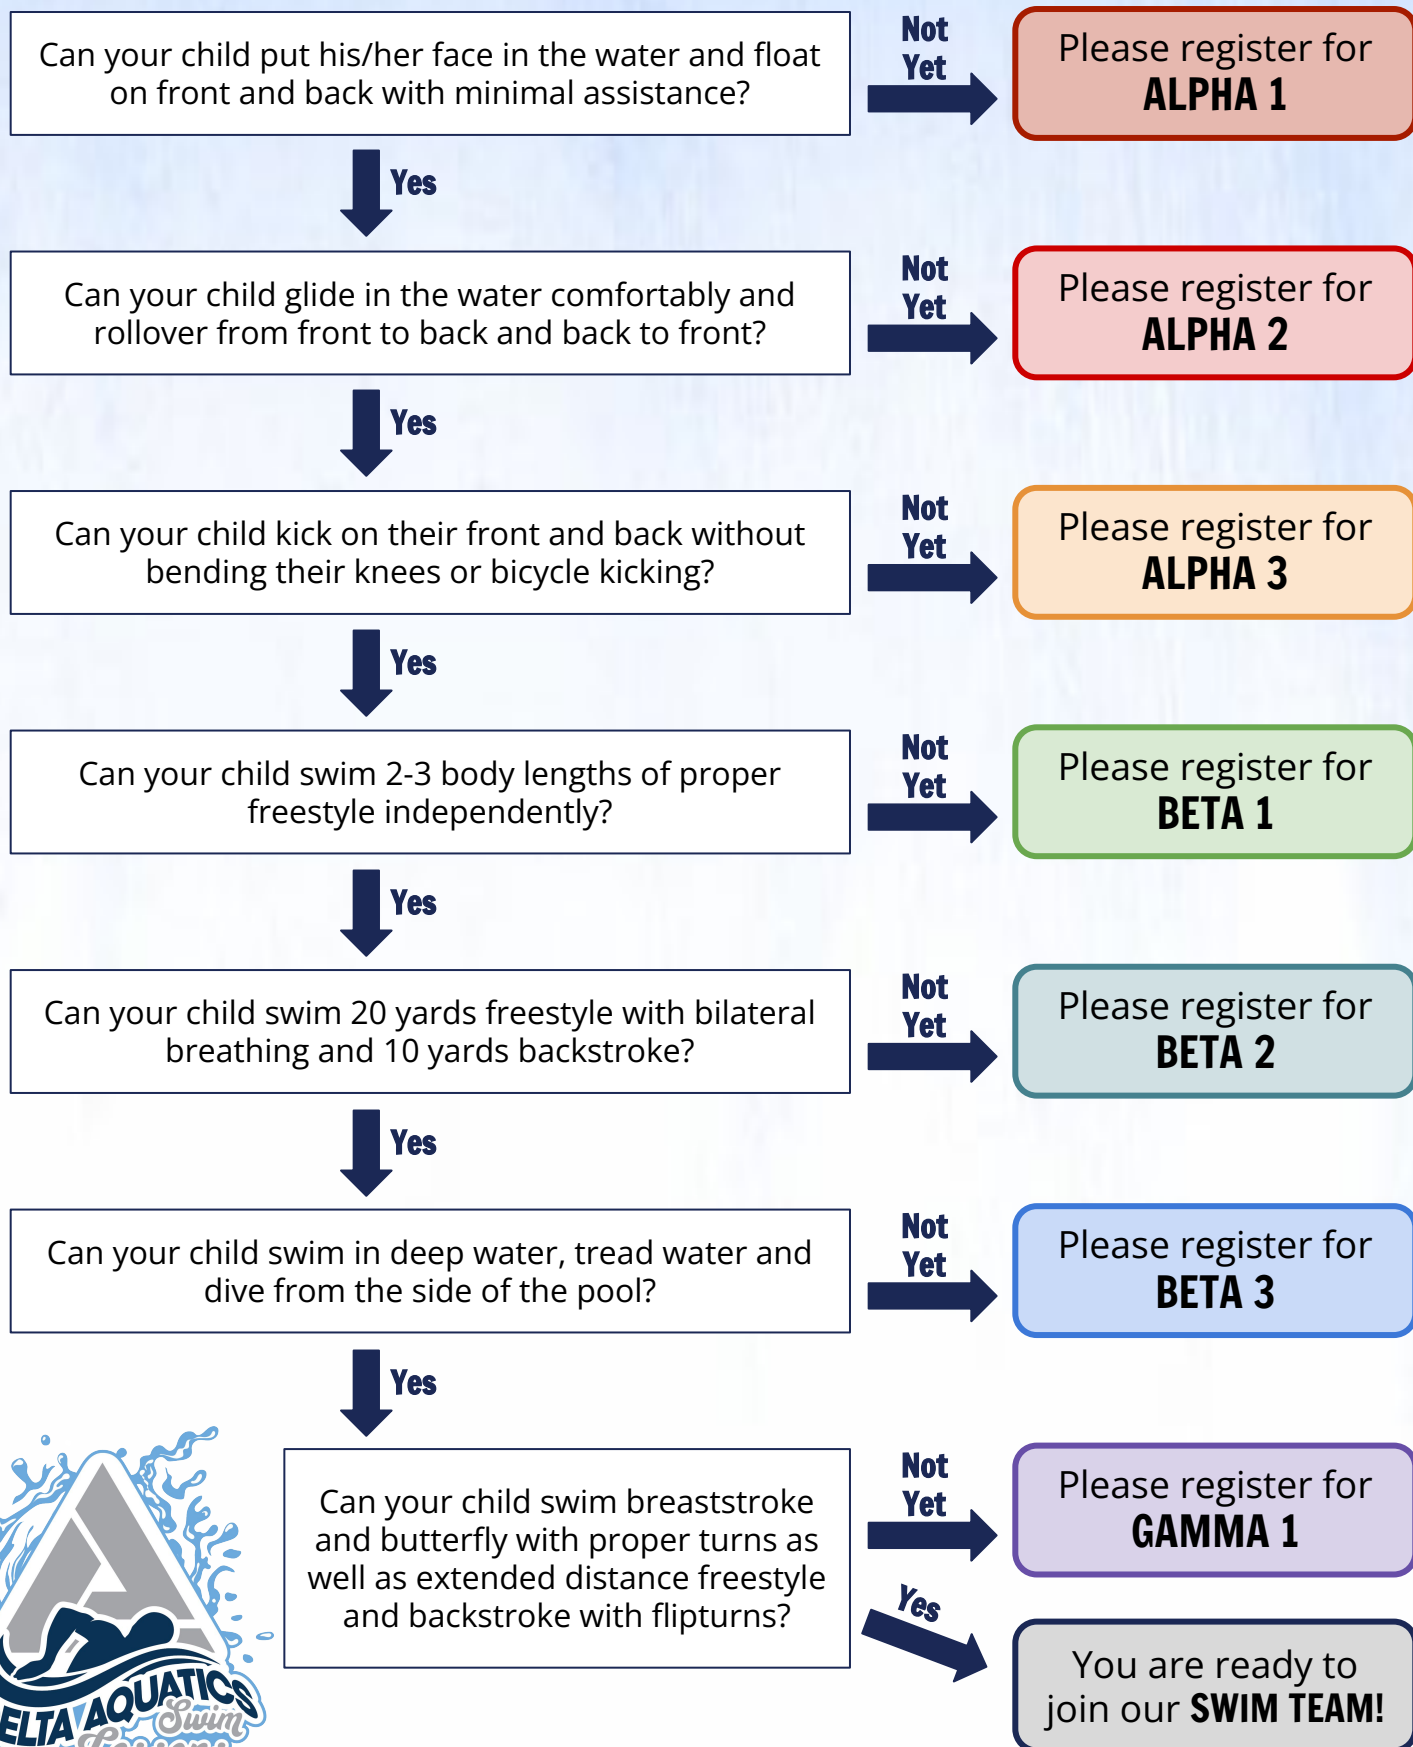 Can your child put his/her face in the water and float
on front and back with minimal assistance?
Not
Yet
Please register for
ALPHA 1
Yes
Can your child glide in the water comfortably and
rollover from front to back and back to front?
Not
Yet
Please register for
ALPHA 2
Yes
Can your child kick on their front and back without
bending their knees or bicycle kicking?
Not
Yet
Please register for
ALPHA 3
Yes
Can your child swim 2-3 body lengths of proper
freestyle independently?
Not
Yet
Please register for
BETA 1
Yes
Can your child swim 20 yards freestyle with bilateral
breathing and 10 yards backstroke?
Not
Yet
Please register for
BETA 2
Yes
Can your child swim in deep water, tread water and
dive from the side of the pool?
Not
Yet
Please register for
BETA 3
Yes
Can your child swim breaststroke
and butterfly with proper turns as
well as extended distance freestyle
and backstroke with flipturns?
Not
Yet
Please register for
GAMMA 1
Yes
You are ready to
join our SWIM TEAM!
ELTA AQUATICS
Swim